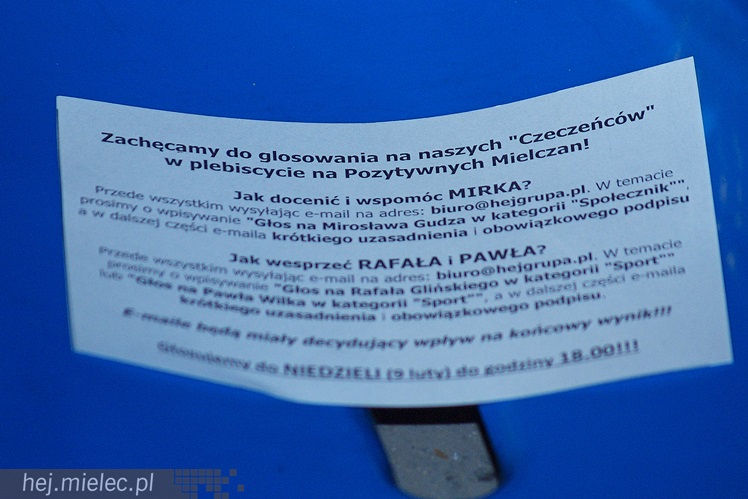 Zachęcamy do głosowania na naszych "Czeczeńców"
w plebiscycie na Pozytywnych Mielczan!
Jak docenić i wspomóc MIRKA?
Przede wszystkim wysyłając e-mail na adres: biuro@hejgrupa.pl. W temacie
prosimy o wpisywanie "Głos na Mirosława Gudza w kategorii "Społecznik"",
a w dalszej części e-maila krótkiego uzasadnienia i obowiązkowego podpisu
Jak wesprzeć RAFAŁA i PAWŁA?
Przede wszystkim wysyłając e-mail na adres: biuro@hejgrupa.pl. W temacie
prosimy o wpisywanie "Głos na Rafała Glińskiego w kategorii "Sport""
lub "Głos na Pawła Wilka w kategorii "Sport"", a w dalszej części e-maila
krótkiego uzasadnienia i obowiązkowego podpisu.
E-maile będą miały decydujący wpływ na końcowy wynik!!!
Głosujemy do NIEDZIELI (9 luty) do godziny 18.00!!!
hej.mielec.pl